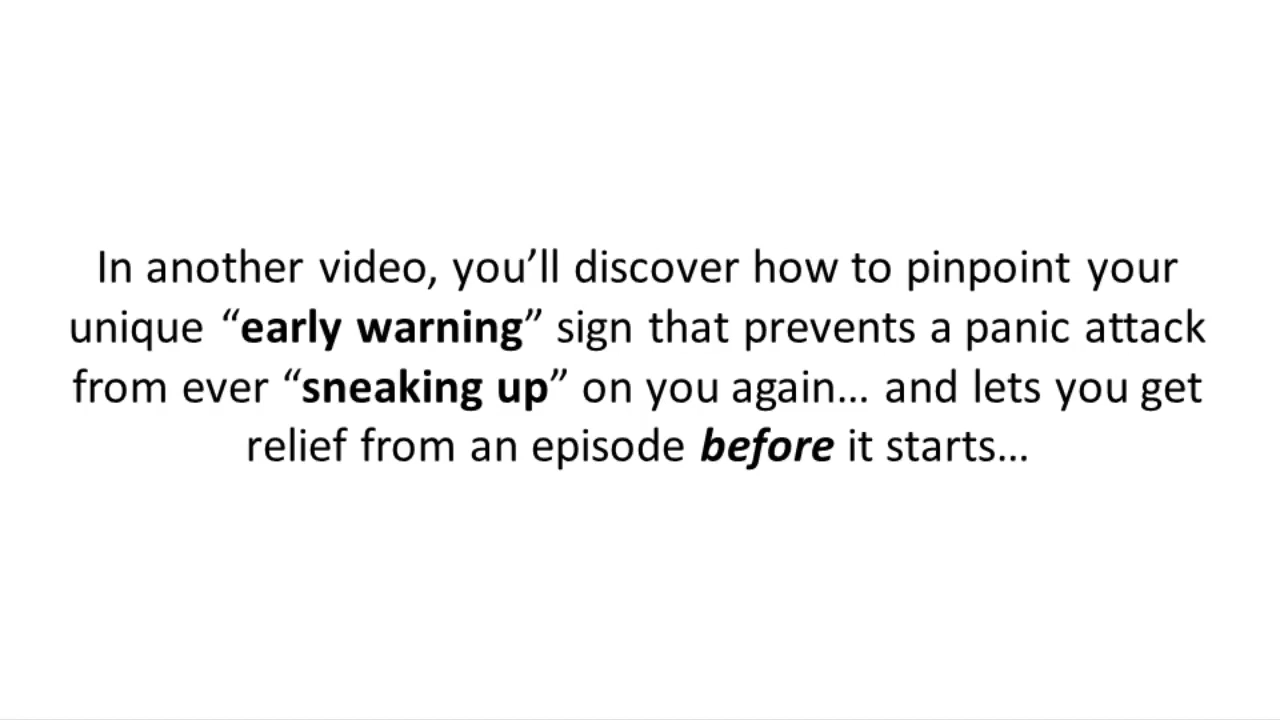 In another video, you’ll discover how to pinpoint your
unique “early warning” sign that prevents a panic attack
from ever “sneaking up” on you again… and lets you get
relief from an episode before it starts…